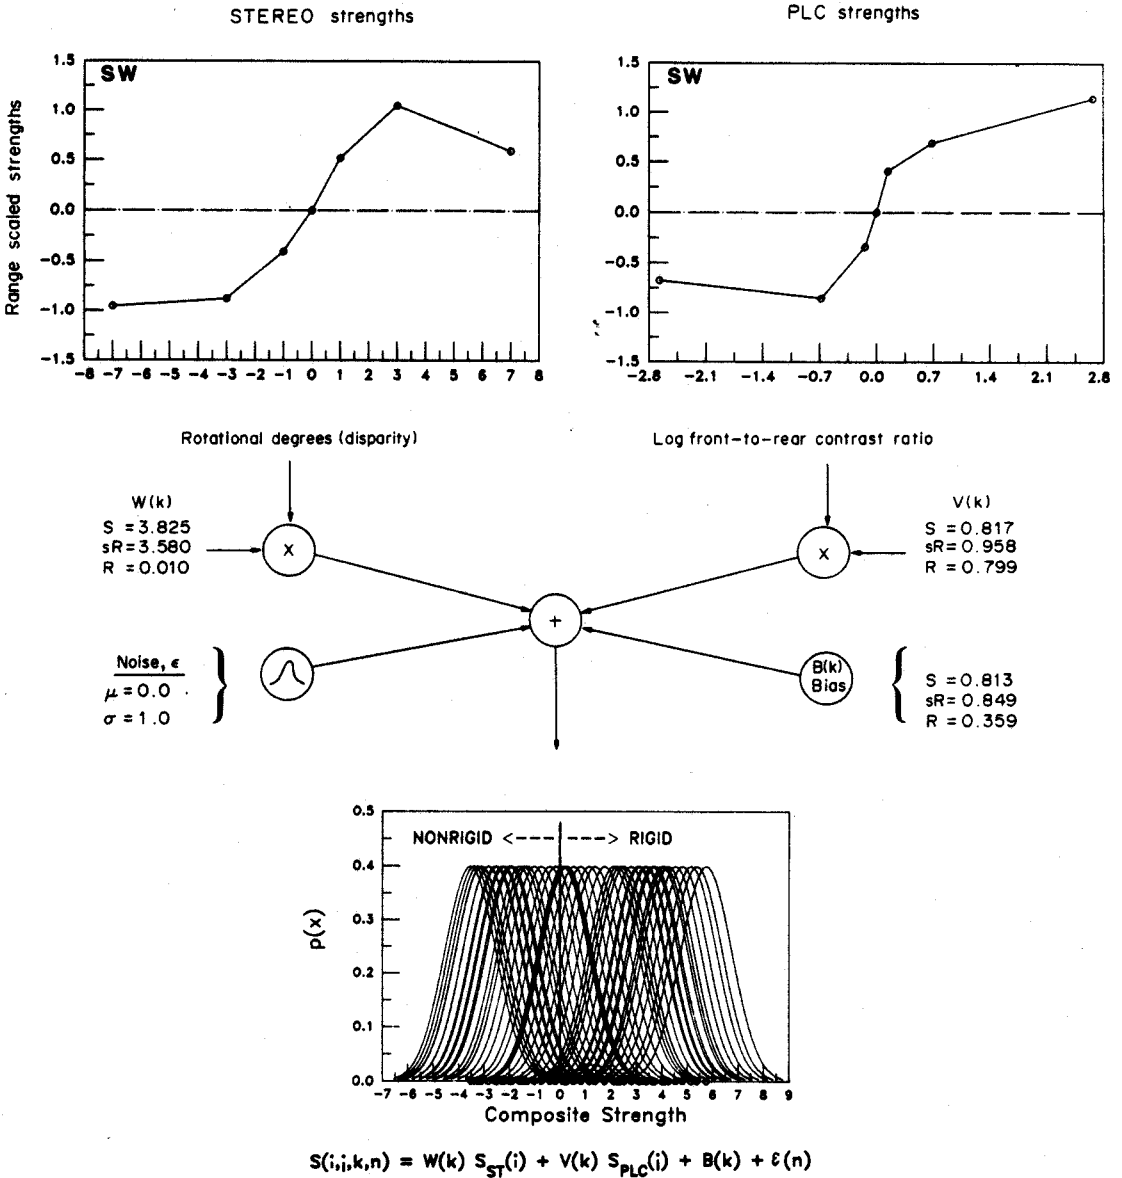 STEREO strengths
PLC strengths
SW
1.5
1.0
0.5
0.0
-0.5
-1.0
-1.5
Range scaled strengths
-8 -7 -5 -4 -3 -2 -1 0 1 2 3 4 5 7 8
Rotational degrees (disparity)
SW
1.5
1.0
0.5
0.0
-0.5
-1.0
-1.5
-2.8 -2.1 -1.4 -0.7 0.0 0.7 1.4 2.1 2.8
Log front-to-rear contrast ratio
W(k)
S = 3.825
sR = 3.580
R = 0.010
X
X
V(k)
S = 0.817
sR = 0.958
R = 0.799
+
Noise, ϵ
μ = 0.0
σ = 1.0
B(k)
Bias
S = 0.813
sR = 0.849
R = 0.359
0.5
0.4
0.3
0.2
0.1
0.0
p(x)
NONRIGID <---- ----> RIGID
-7 -6 -5 -4 -3 -2 -1 0 1 2 3 4 5 6 7 8 9
Composite Strength
S(i,j,k,n) = W(k) S_ST(i) + V(k) S_PLC(j) + B(k) + ε(n)